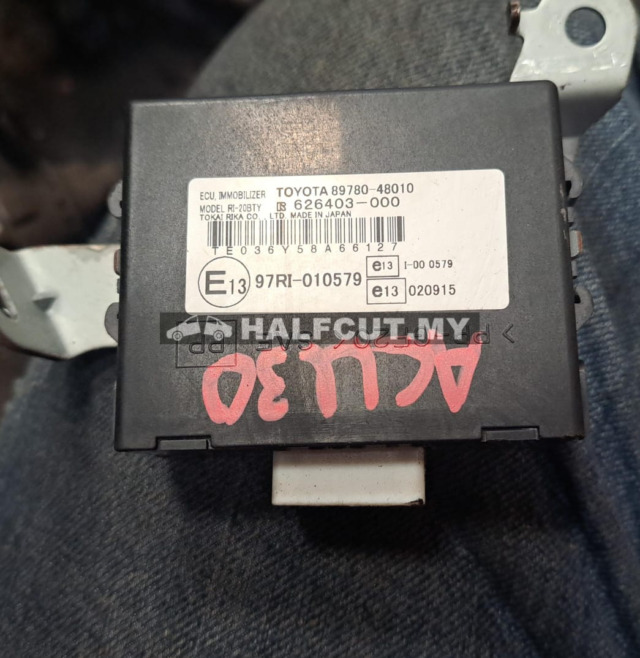 ECU, IMMOBILIZER TOYOTA 89780-48010
MODEL RI-20BTY 626403-000
TOKAI RIKA CO., LTD. MADE IN JAPAN
TE036Y58A66127
E13 97RI-010579
e13 I-00 0579
e13 020915
HALFCUT.MY
BP
ACU30